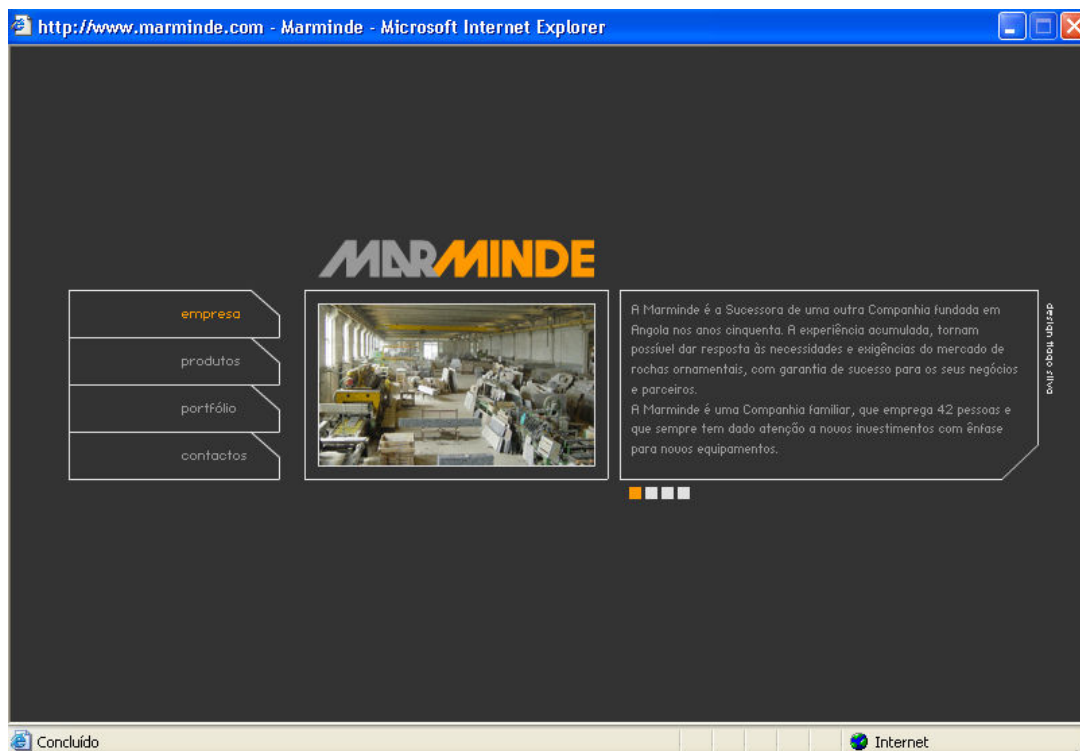 http://www.marminde.com - Marminde - Microsoft Internet Explorer
MARMINDE
empresa
produtos
portfólio
contactos
A Marminde é a Sucessora de uma outra Companhia fundada em
Angola nos anos cinquenta. A experiência acumulada, tornam
possível dar resposta às necessidades e exigências do mercado de
rochas ornamentais, com garantia de sucesso para os seus negócios
e parceiros.
A Marminde é uma Companhia familiar, que emprega 42 pessoas e
que sempre tem dado atenção a novos investimentos com ênfase
para novos equipamentos.
design tiago silva
Concluído
Internet